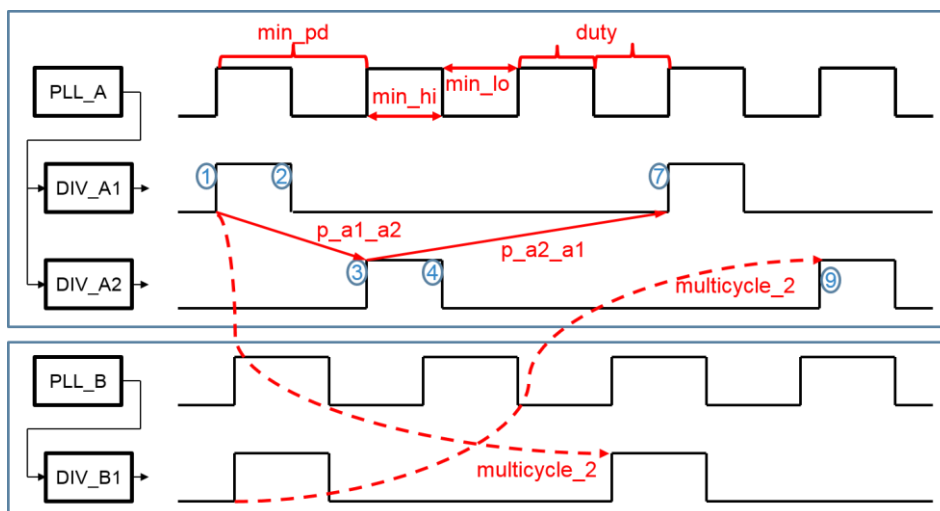 min_pd
duty
PLL_A
min_hi
min_lo
DIV_A1
1
2
7
p_a1_a2
p_a2_a1
DIV_A2
3
4
multicycle_2
9
PLL_B
DIV_B1
multicycle_2